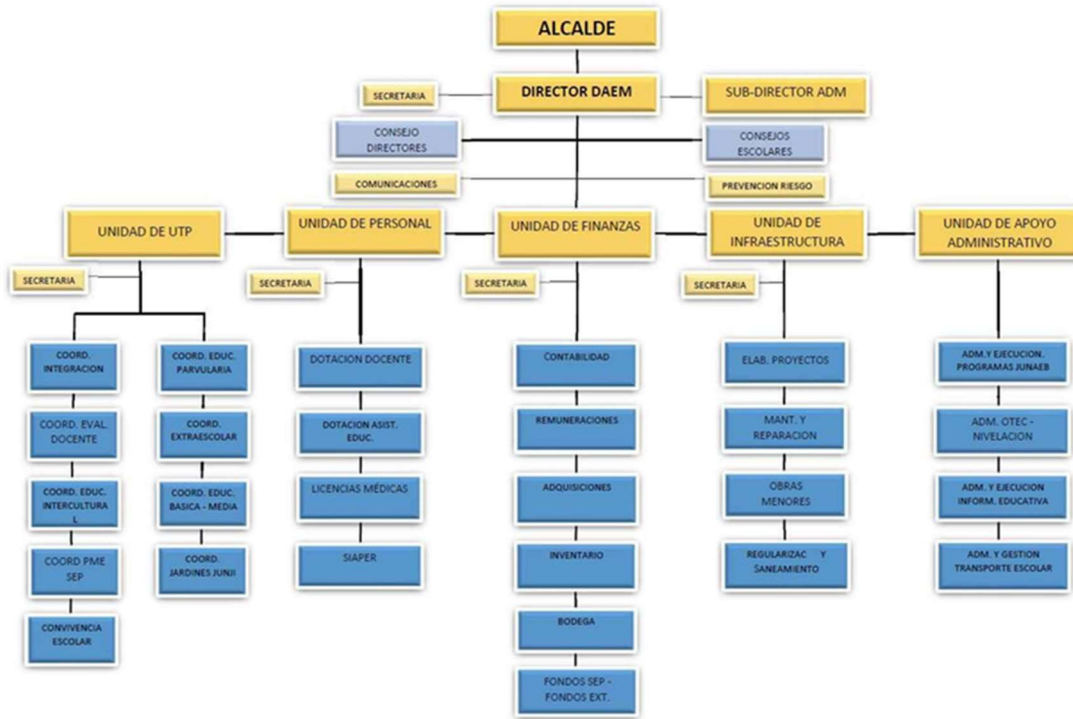 ALCALDE
SECRETARIA
DIRECTOR DAEM
SUB-DIRECTOR ADM
CONSEJO
DIRECTORES
CONSEJOS
ESCOLARES
COMUNICACIONES
PREVENCION RIESGO
UNIDAD DE UTP
UNIDAD DE PERSONAL
UNIDAD DE FINANZAS
UNIDAD DE
INFRAESTRUCTURA
UNIDAD DE APOYO
ADMINISTRATIVO
SECRETARIA
SECRETARIA
SECRETARIA
SECRETARIA
COORD.
INTEGRACION
COORD. EVAL.
DOCENTE
COORD. EDUC.
INTERCULTURA
L
COORD PME
SEP
CONVIVENCIA
ESCOLAR
COORD. EDUC.
PARVULARIA
COORD.
EXTRAESCOLAR
COORD. EDUC.
BASICA - MEDIA
COORD.
JARDINES JUNJI
DOTACION DOCENTE
DOTACION ASIST.
EDUC.
LICENCIAS MÉDICAS
SIAPER
CONTABILIDAD
REMUNERACIONES
ADQUISICIONES
INVENTARIO
BODEGA
FONDOS SEP -
FONDOS EXT.
ELAB. PROYECTOS
MANT. Y
REPARACION
OBRAS
MENORES
REGULARIZAC Y
SANEAMIENTO
ADM.Y EJECUCION.
PROGRAMAS JUNAEB
ADM. OTEC -
NIVELACION
ADM. Y EJECUCION
INFORM. EDUCATIVA
ADM. Y GESTION
TRANSPORTE ESCOLAR